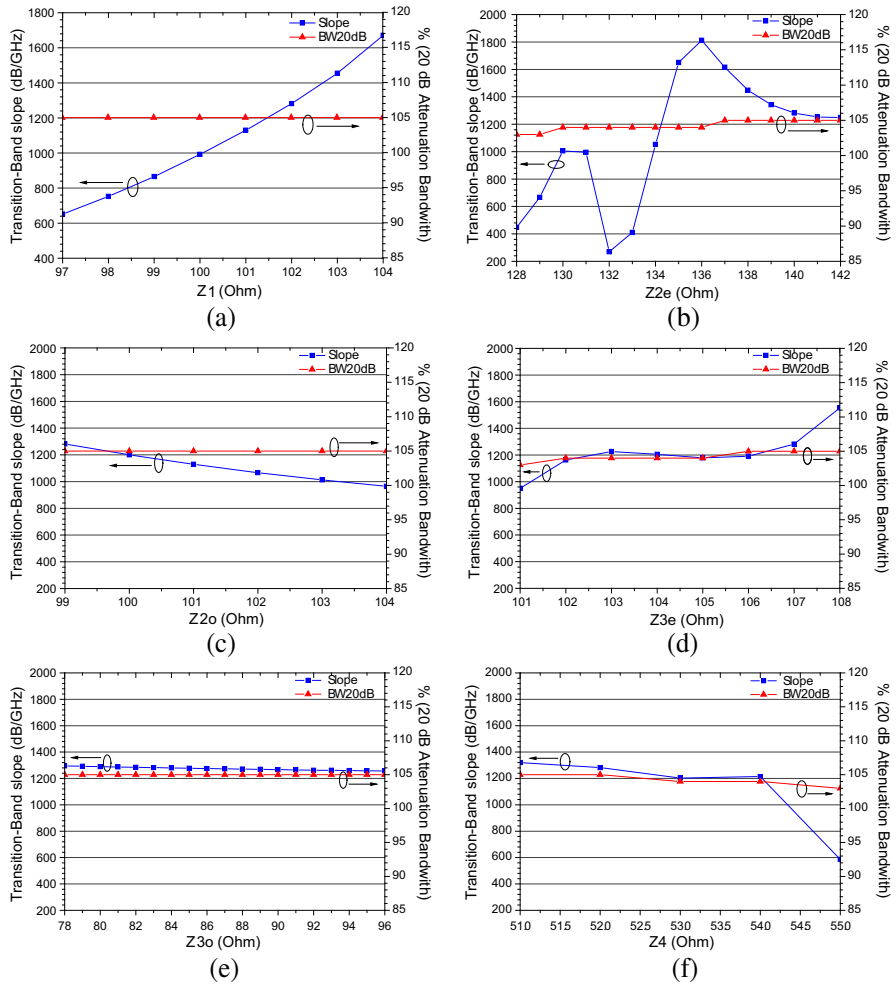 1800
1600
1400
1200
1000
800
600
400
120
115
110
105
100
95
90
85
97 98 99 100 101 102 103 104
Transition-Band slope (dB/GHz)
% (20 dB Attenuation Bandwith)
Slope
BW20dB
Z1 (Ohm)
(a)
2000
1800
1600
1400
1200
1000
800
600
400
200
120
115
110
105
100
95
90
85
128 130 132 134 136 138 140 142
Transition-Band slope (dB/GHz)
% (20 dB Attenuation Bandwith)
Slope
BW20dB
Z2e (Ohm)
(b)
2000
1800
1600
1400
1200
1000
800
600
400
200
120
115
110
105
100
95
90
85
99 100 101 102 103 104
Transition-Band slope (dB/GHz)
% (20 dB Attenuation Bandwith)
Slope
BW20dB
Z2o (Ohm)
(c)
2000
1800
1600
1400
1200
1000
800
600
400
200
120
115
110
105
100
95
90
85
101 102 103 104 105 106 107 108
Transition-Band slope (dB/GHz)
% (20 dB Attenuation Bandwith)
Slope
BW20dB
Z3e (Ohm)
(d)
2000
1800
1600
1400
1200
1000
800
600
400
200
120
115
110
105
100
95
90
85
78 80 82 84 86 88 90 92 94 96
Transition-Band slope (dB/GHz)
% (20 dB Attenuation Bandwith)
Slope
BW20dB
Z3o (Ohm)
(e)
2000
1800
1600
1400
1200
1000
800
600
400
200
120
115
110
105
100
95
90
85
510 515 520 525 530 535 540 545 550
Transition-Band slope (dB/GHz)
% (20 dB Attenuation Bandwith)
Slope
BW20dB
Z4 (Ohm)
(f)